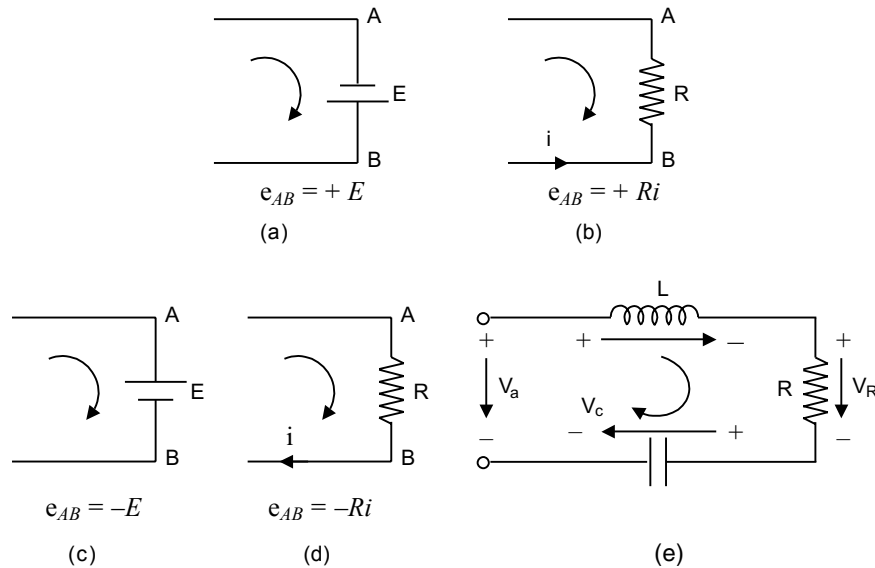 A
E
B
e_AB = + E
(a)
A
R
i
B
e_AB = + Ri
(b)
A
E
B
e_AB = –E
(c)
A
R
i
B
e_AB = –Ri
(d)
L
+
+ –
+
V_a
R
V_R
V_c
– +
–
–
(e)